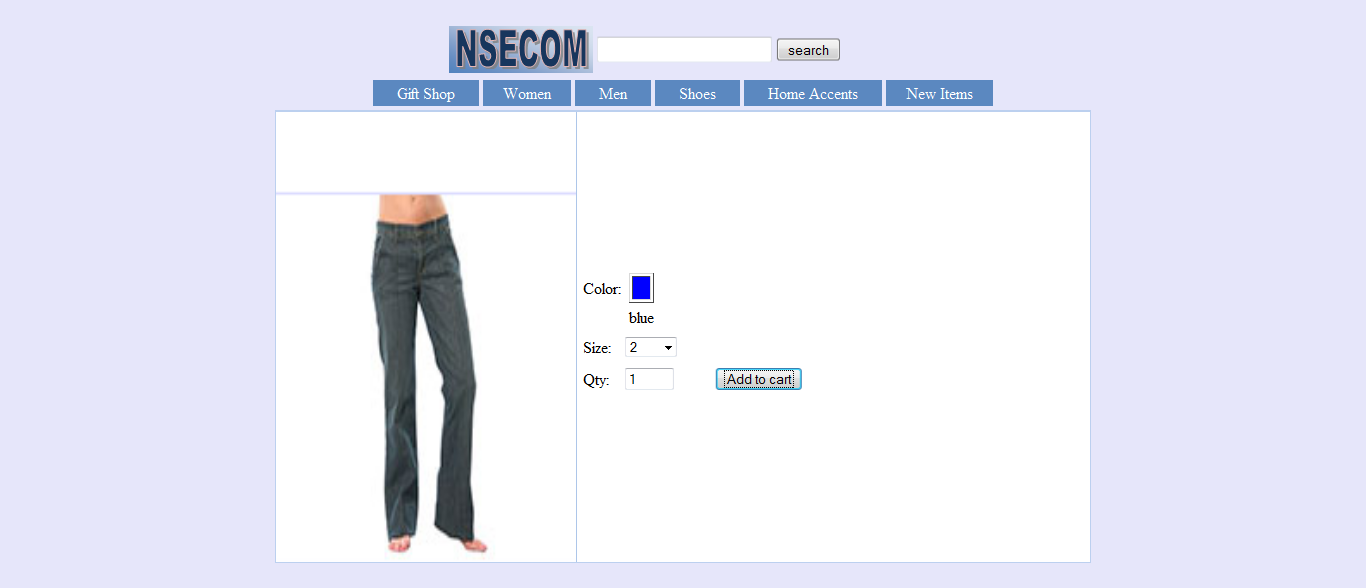 NSECOM search
Gift Shop Women Men Shoes Home Accents New Items
Color:
blue
Size: 2
Qty: 1 Add to cart